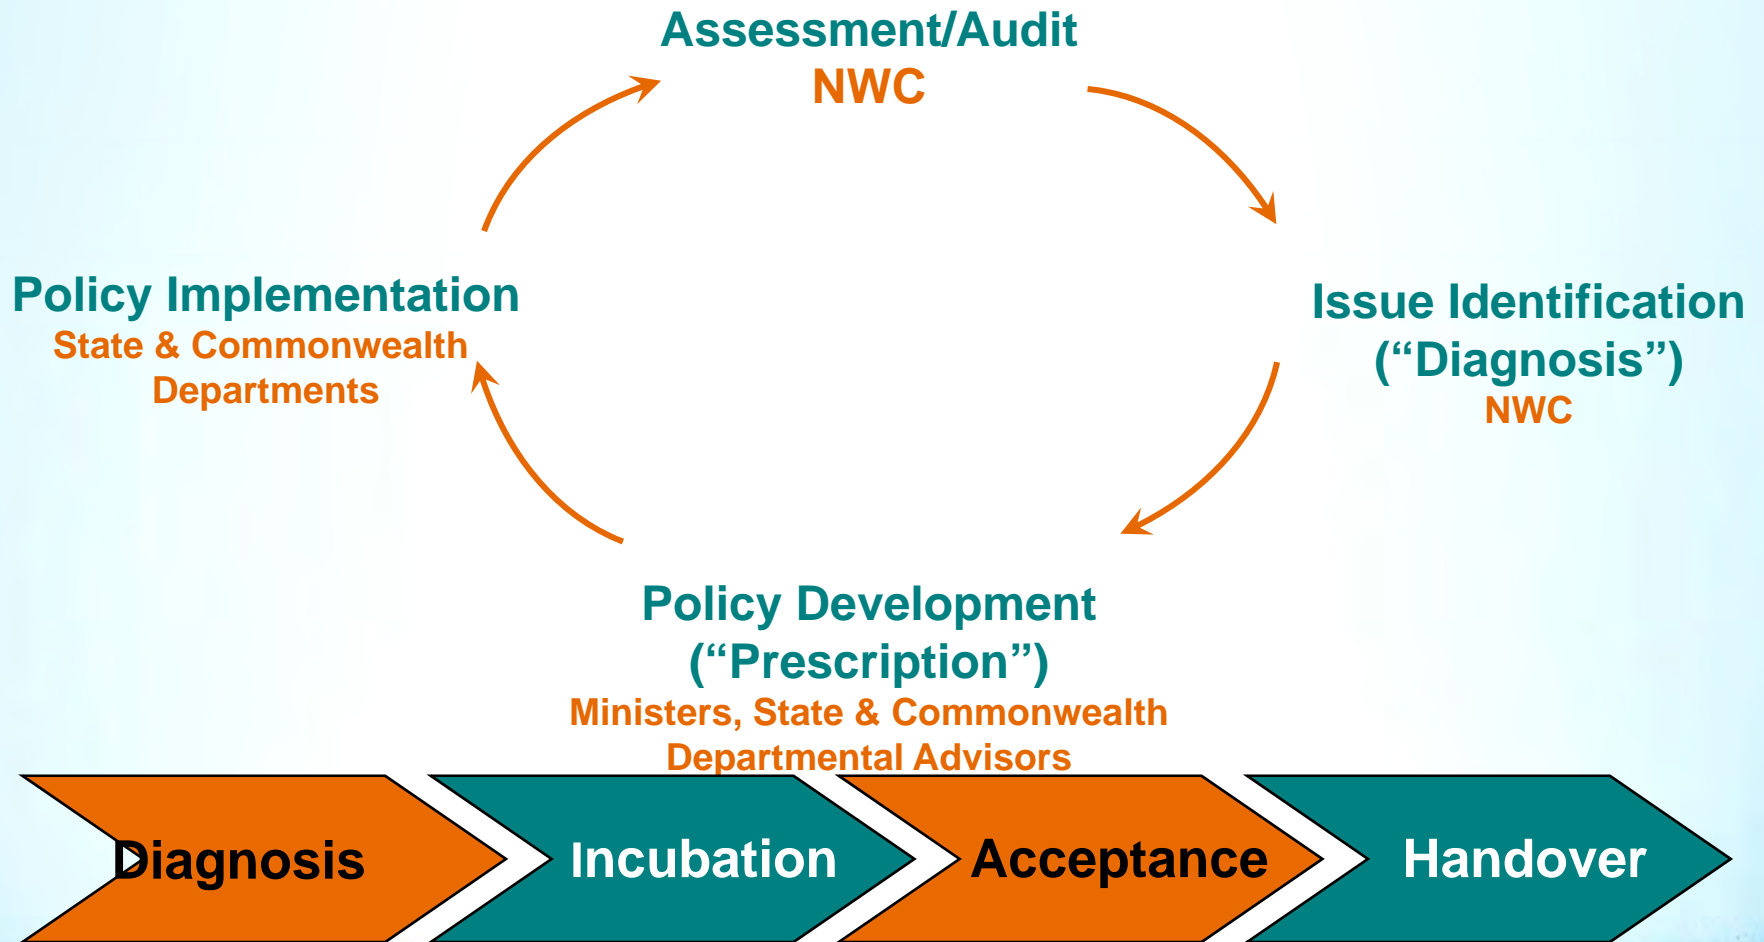 Assessment/Audit
NWC
Policy Implementation
State & Commonwealth
Departments
Issue Identification
(“Diagnosis”)
NWC
Policy Development
(“Prescription”)
Ministers, State & Commonwealth
Departmental Advisors
Diagnosis
Incubation
Acceptance
Handover